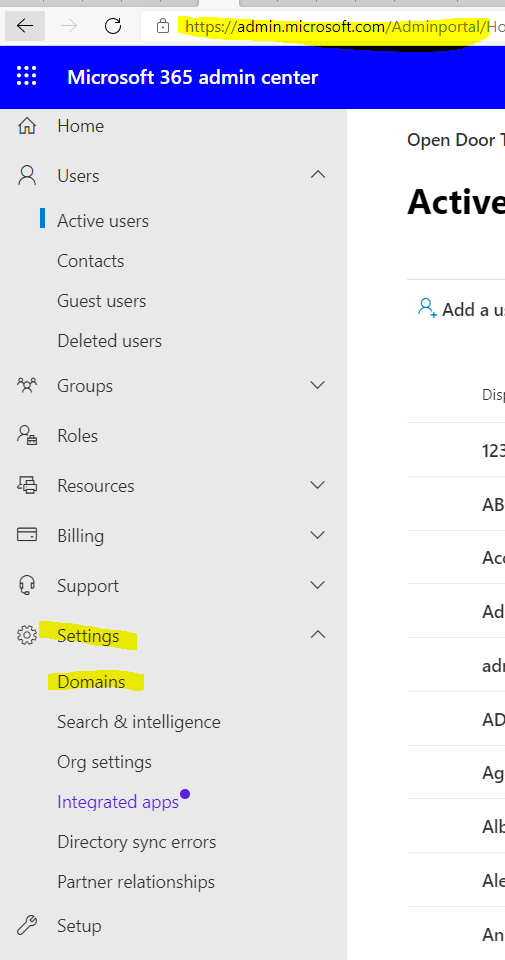 https://admin.microsoft.com/Adminportal/Ho
Microsoft 365 admin center
Home
Users
Active users
Contacts
Guest users
Deleted users
Groups
Roles
Resources
Billing
Support
Settings
Domains
Search & intelligence
Org settings
Integrated apps
Directory sync errors
Partner relationships
Setup
Open Door T
Active
Add a us
Disp
123
AB
Acc
Ad
adr
AD
Ag
Alb
Ale
An